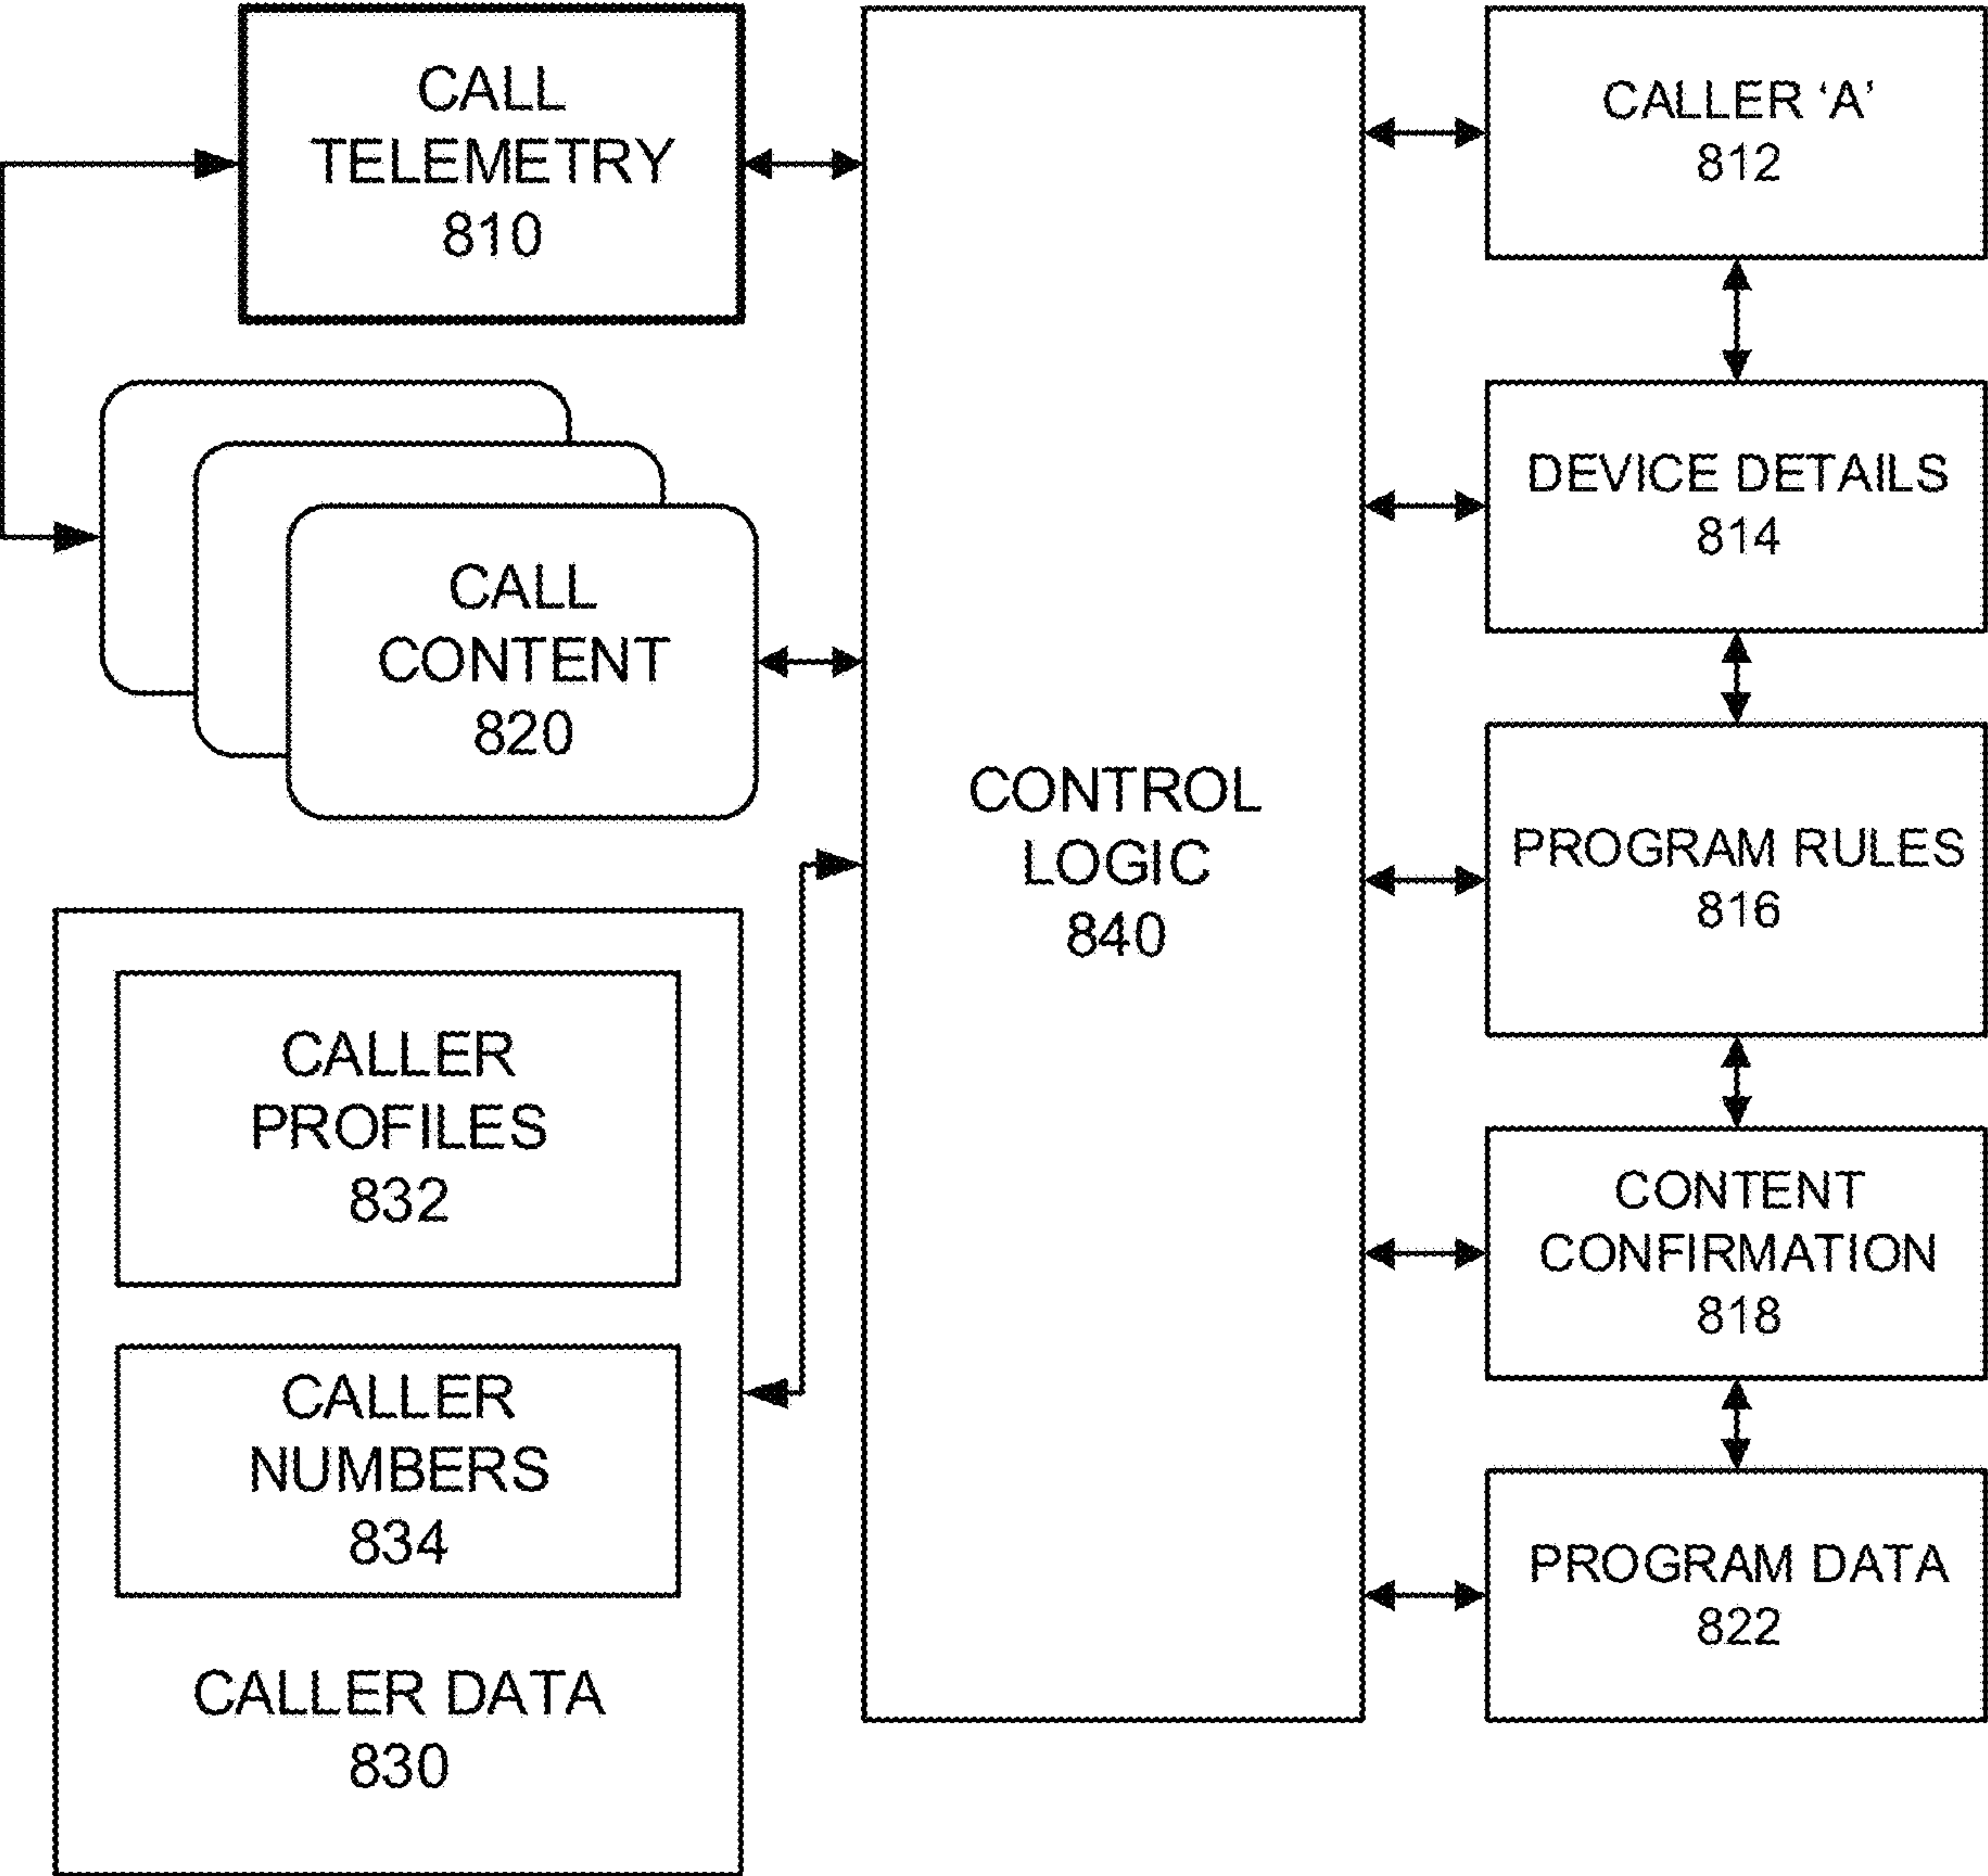 CALL
TELEMETRY
810
CALL
CONTENT
820
CALLER
PROFILES
832
CALLER
NUMBERS
834
CALLER DATA
830
CONTROL
LOGIC
840
CALLER ‘A’
812
DEVICE DETAILS
814
PROGRAM RULES
816
CONTENT
CONFIRMATION
818
PROGRAM DATA
822